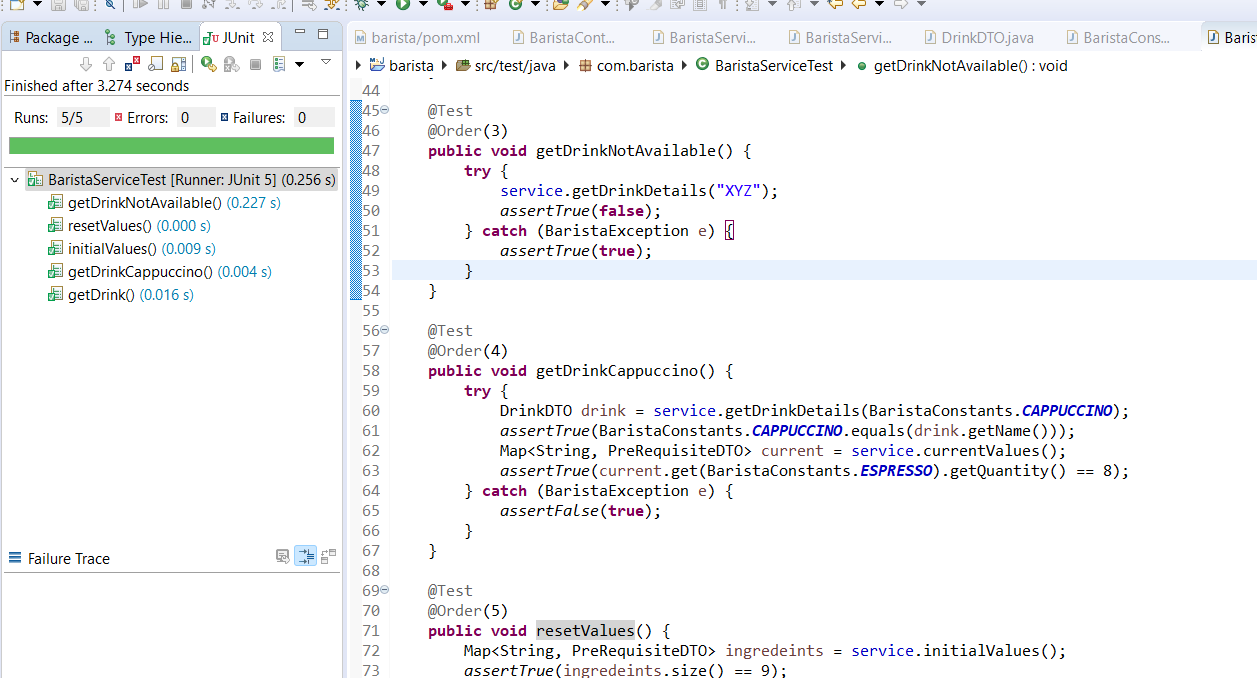 Package ... Type Hie... JUnit
Finished after 3.274 seconds
Runs: 5/5 Errors: 0 Failures: 0
BaristaServiceTest [Runner: JUnit 5] (0.256 s)
getDrinkNotAvailable() (0.227 s)
resetValues() (0.000 s)
initialValues() (0.009 s)
getDrinkCappuccino() (0.004 s)
getDrink() (0.016 s)
Failure Trace
barista/pom.xml BaristaCont... BaristaServi... BaristaServi... DrinkDTO.java BaristaCons... Baris
barista src/test/java com.barista BaristaServiceTest getDrinkNotAvailable() : void
44
45 @Test
46 @Order(3)
47 public void getDrinkNotAvailable() {
48 try {
49 service.getDrinkDetails("XYZ");
50 assertTrue(false);
51 } catch (BaristaException e) {
52 assertTrue(true);
53 }
54 }
55
56 @Test
57 @Order(4)
58 public void getDrinkCappuccino() {
59 try {
60 DrinkDTO drink = service.getDrinkDetails(BaristaConstants.CAPPUCCINO);
61 assertTrue(BaristaConstants.CAPPUCCINO.equals(drink.getName()));
62 Map<String, PreRequisiteDTO> current = service.currentValues();
63 assertTrue(current.get(BaristaConstants.ESPRESSO).getQuantity() == 8);
64 } catch (BaristaException e) {
65 assertFalse(true);
66 }
67 }
68
69 @Test
70 @Order(5)
71 public void resetValues() {
72 Map<String, PreRequisiteDTO> ingredeints = service.initialValues();
73 assertTrue(ingredeints.size() == 9);